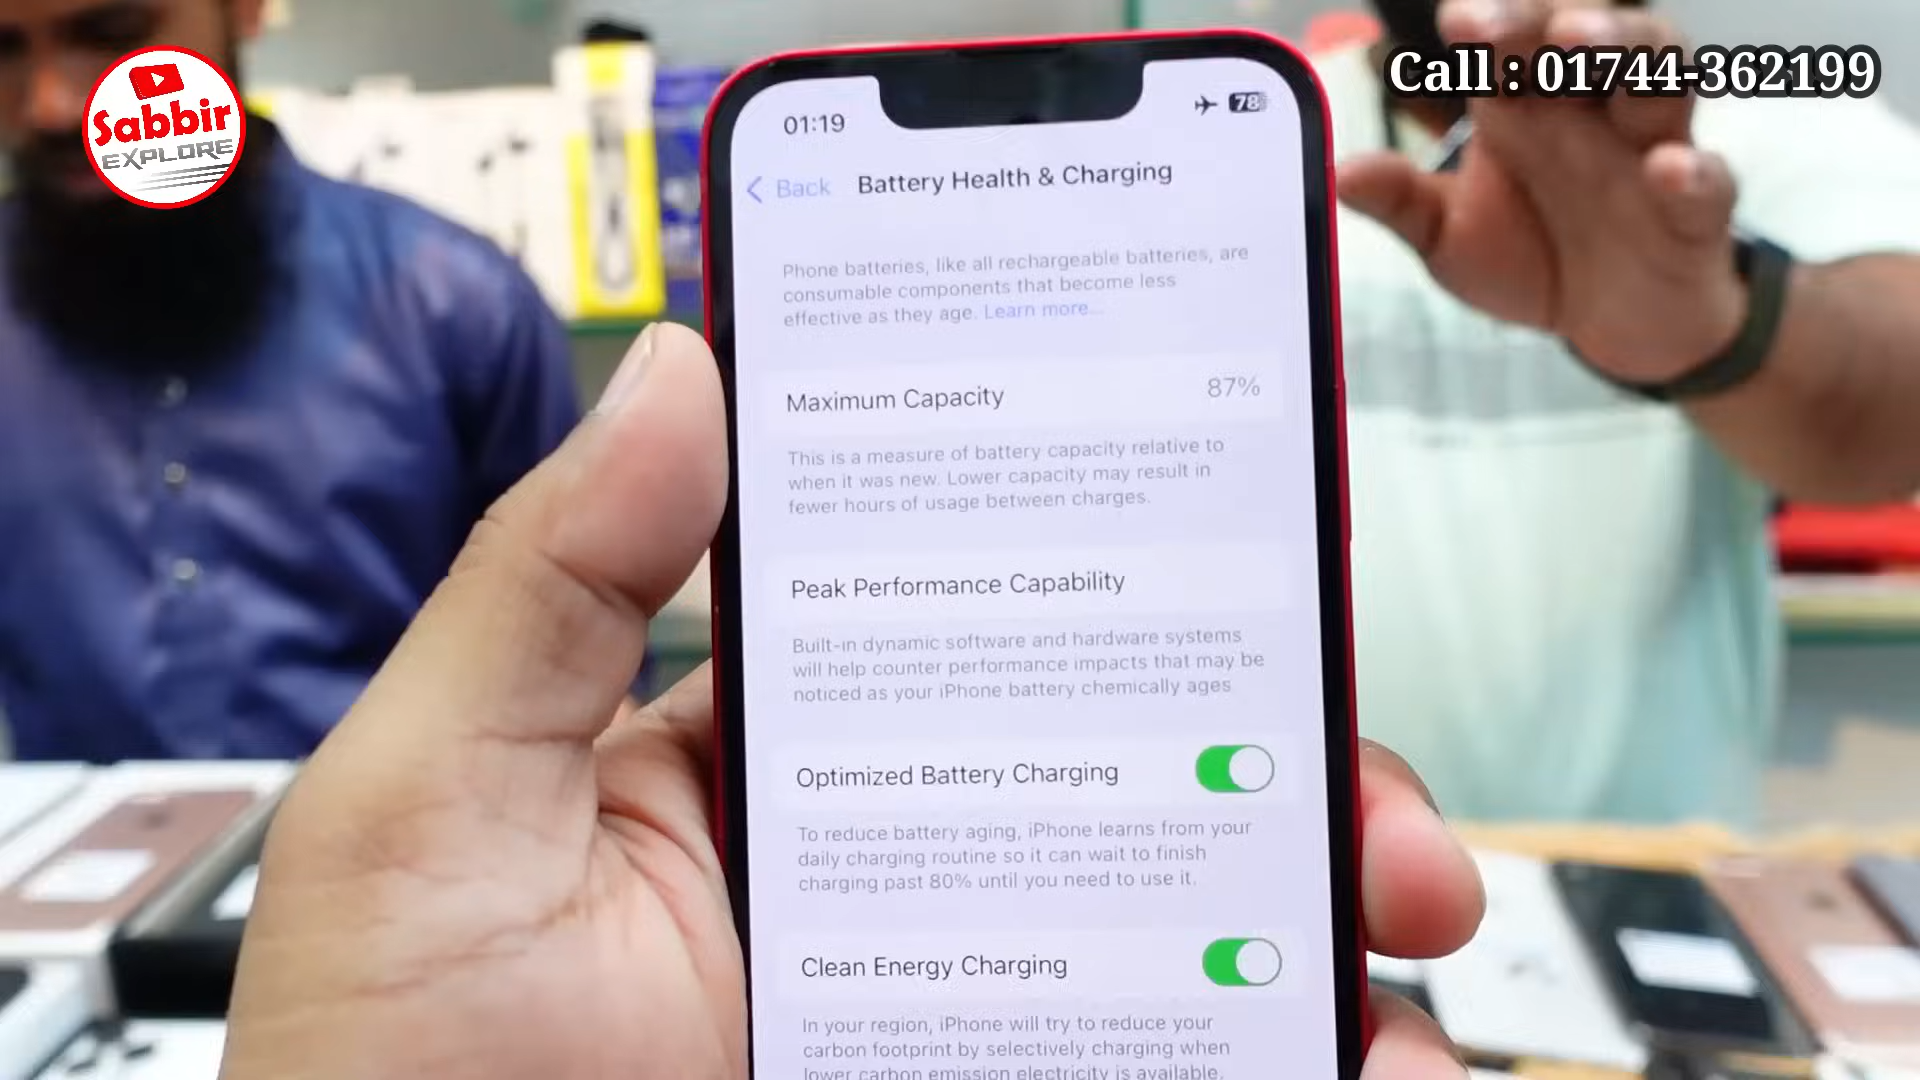 Sabbir
EXPLORE
Call : 01744-362199
01:19
78
Back
Battery Health & Charging
Phone batteries, like all rechargeable batteries, are
consumable components that become less
effective as they age. Learn more...
Maximum Capacity
87%
This is a measure of battery capacity relative to
when it was new. Lower capacity may result in
fewer hours of usage between charges.
Peak Performance Capability
Built-in dynamic software and hardware systems
will help counter performance impacts that may be
noticed as your iPhone battery chemically ages
Optimized Battery Charging
To reduce battery aging, iPhone learns from your
daily charging routine so it can wait to finish
charging past 80% until you need to use it.
Clean Energy Charging
In your region, iPhone will try to reduce your
carbon footprint by selectively charging when
lower carbon emission electricity is available.